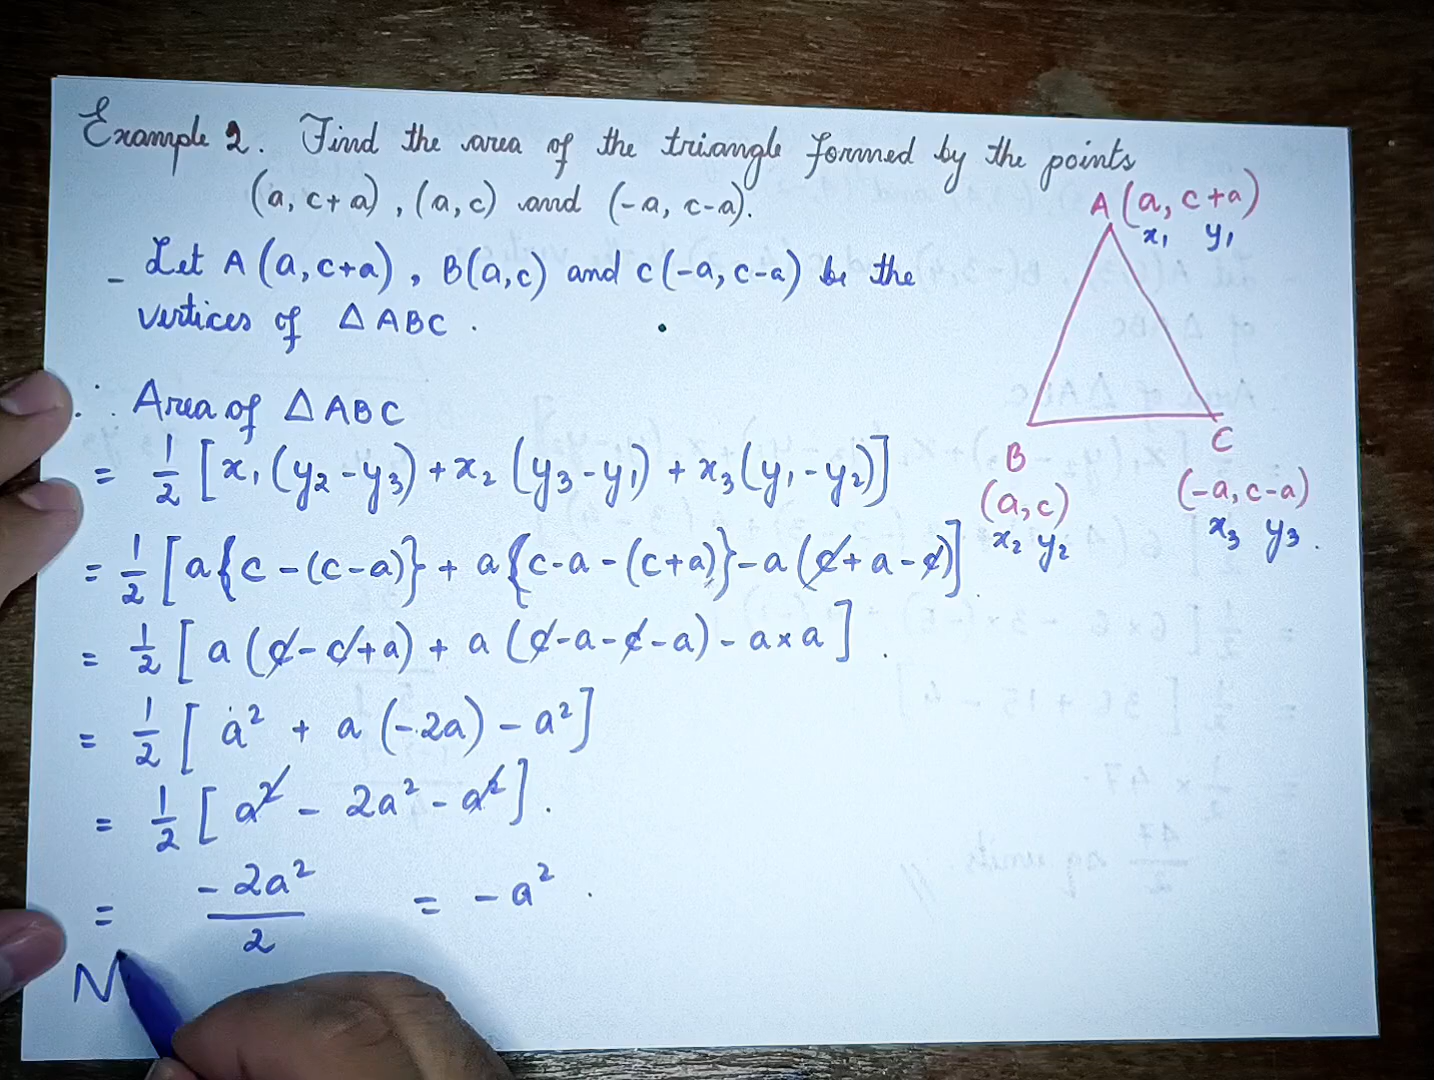 Example 2. Find the area of the triangle formed by the points
(a, c+a), (a, c) and (-a, c-a).
- Let A (a, c+a), B(a,c) and c(-a, c-a) be the
vertices of △ABC.
∴ Area of △ABC
= 1/2 [x₁(y₂-y₃)+x₂(y₃-y₁)+x₃(y₁-y₂)]
= 1/2 [a{c-(c-a)}+a{c-a-(c+a)}-a(c+a-c)]
= 1/2 [a(c-c+a)+a(c-a-c-a)-a×a].
= 1/2 [a²+a(-2a)-a²]
= 1/2 [a²-2a²-a²].
= -2a²/2 = -a².
N
A (a, c+a)
x₁ y₁
B C
(a,c) (-a, c-a)
x₂ y₂ x₃ y₃.